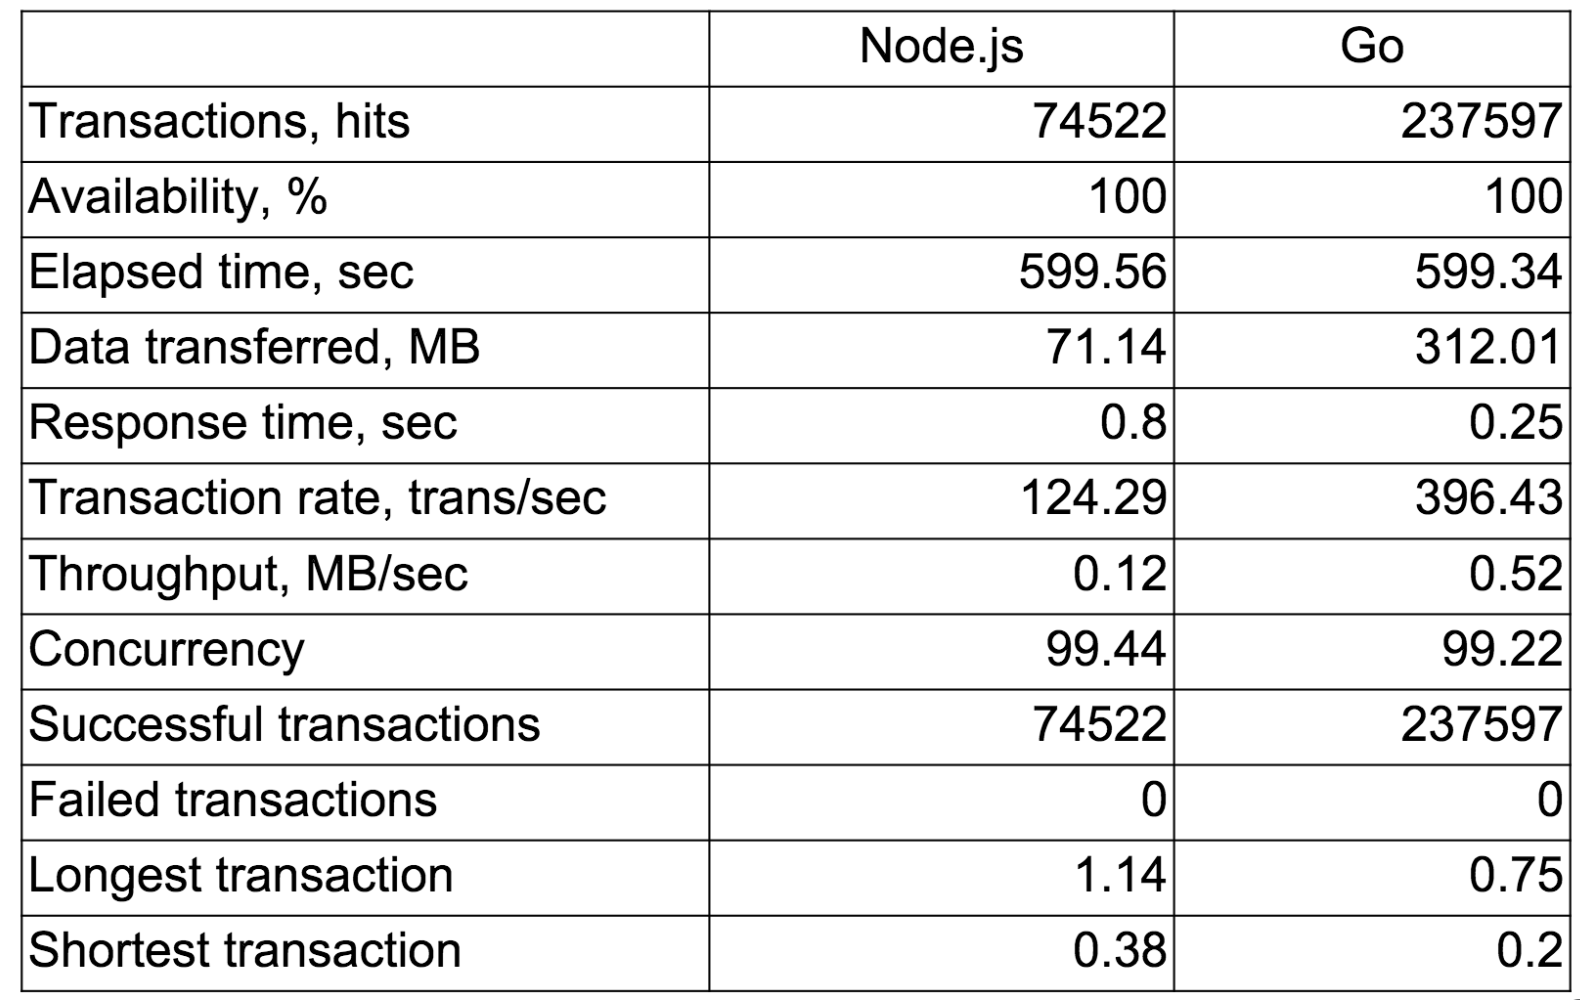 Node.js Go
Transactions, hits 74522 237597
Availability, % 100 100
Elapsed time, sec 599.56 599.34
Data transferred, MB 71.14 312.01
Response time, sec 0.8 0.25
Transaction rate, trans/sec 124.29 396.43
Throughput, MB/sec 0.12 0.52
Concurrency 99.44 99.22
Successful transactions 74522 237597
Failed transactions 0 0
Longest transaction 1.14 0.75
Shortest transaction 0.38 0.2